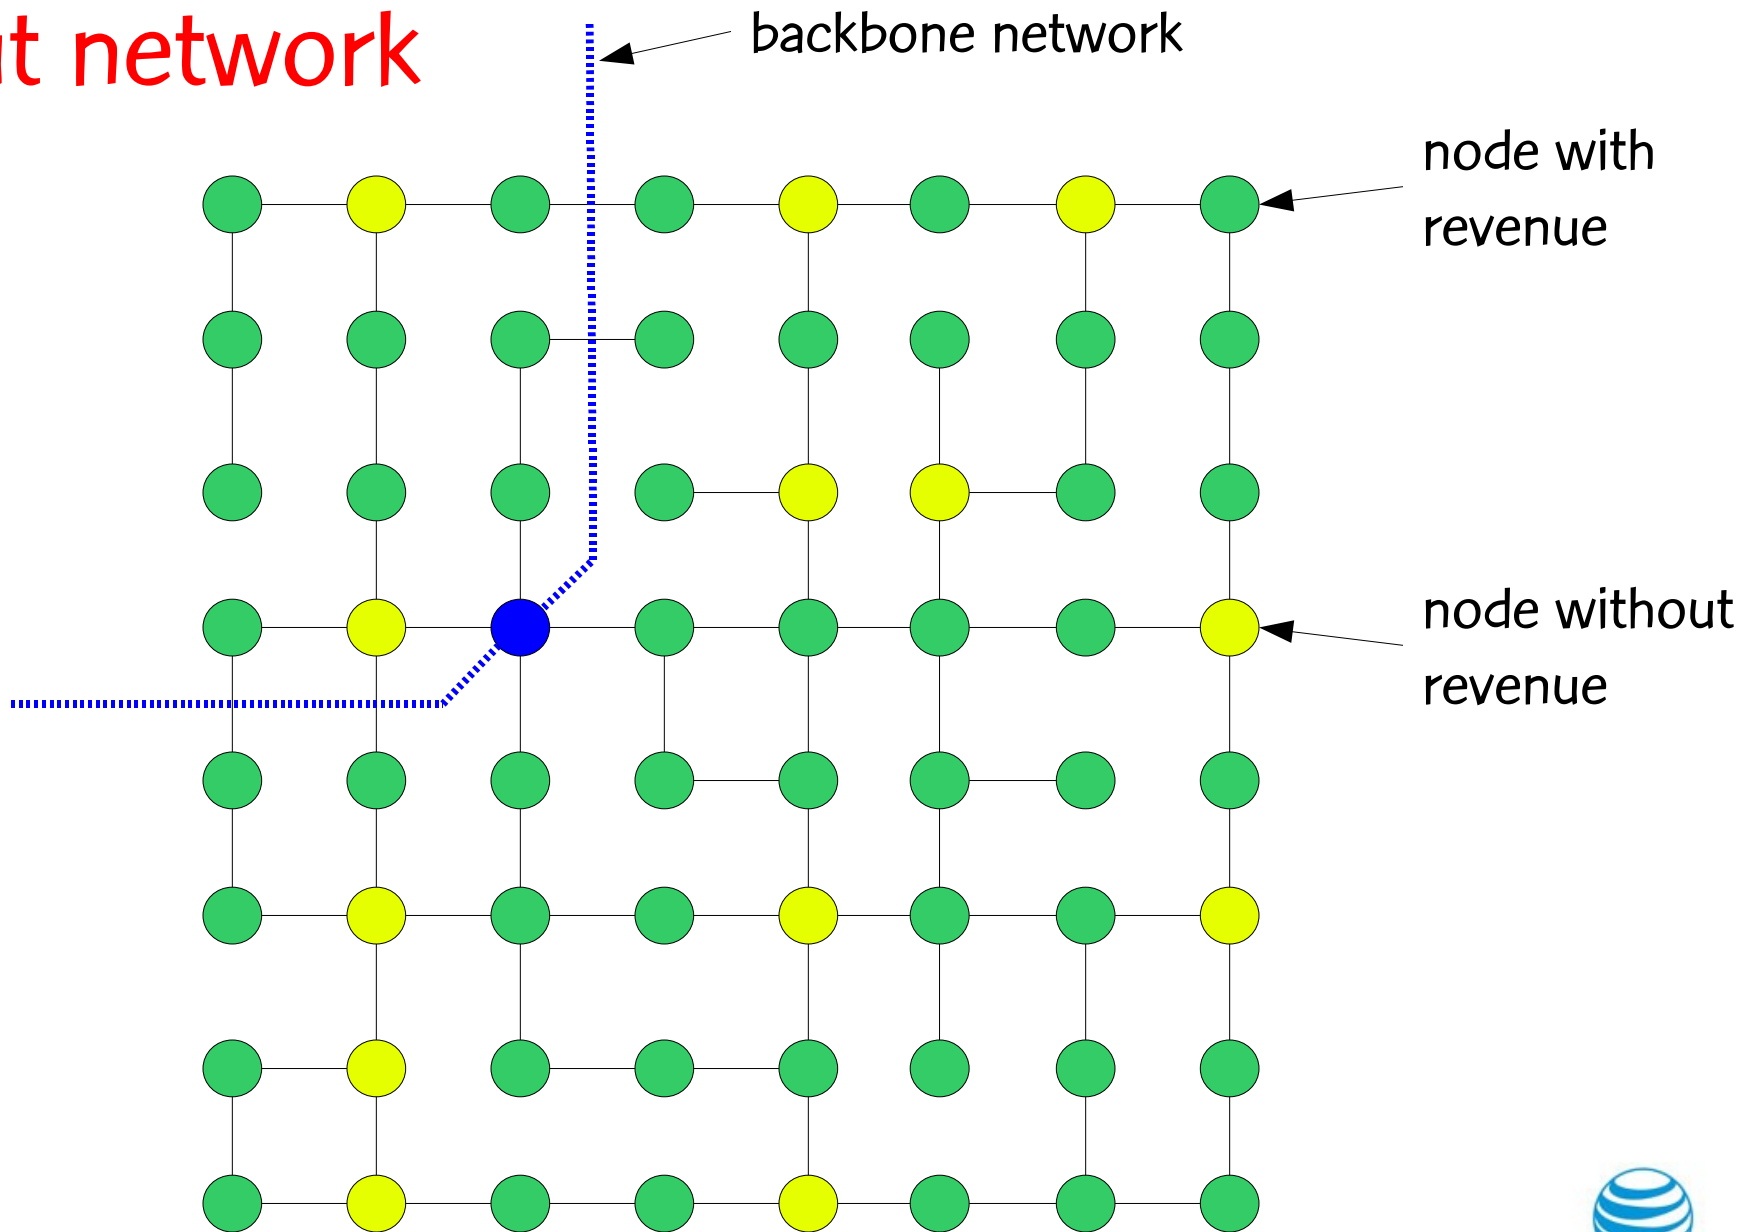 network
backbone network
node with
revenue
node without
revenue